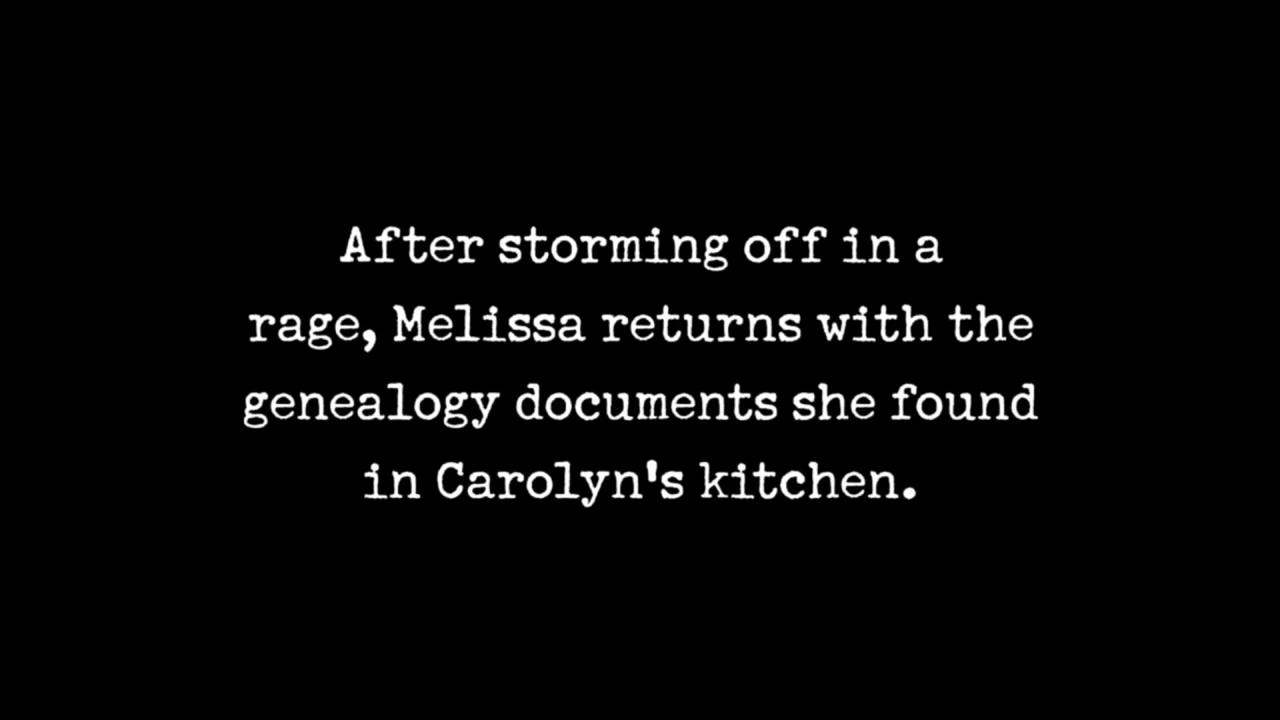 After storming off in a
rage, Melissa returns with the
genealogy documents she found
in Carolyn's kitchen.